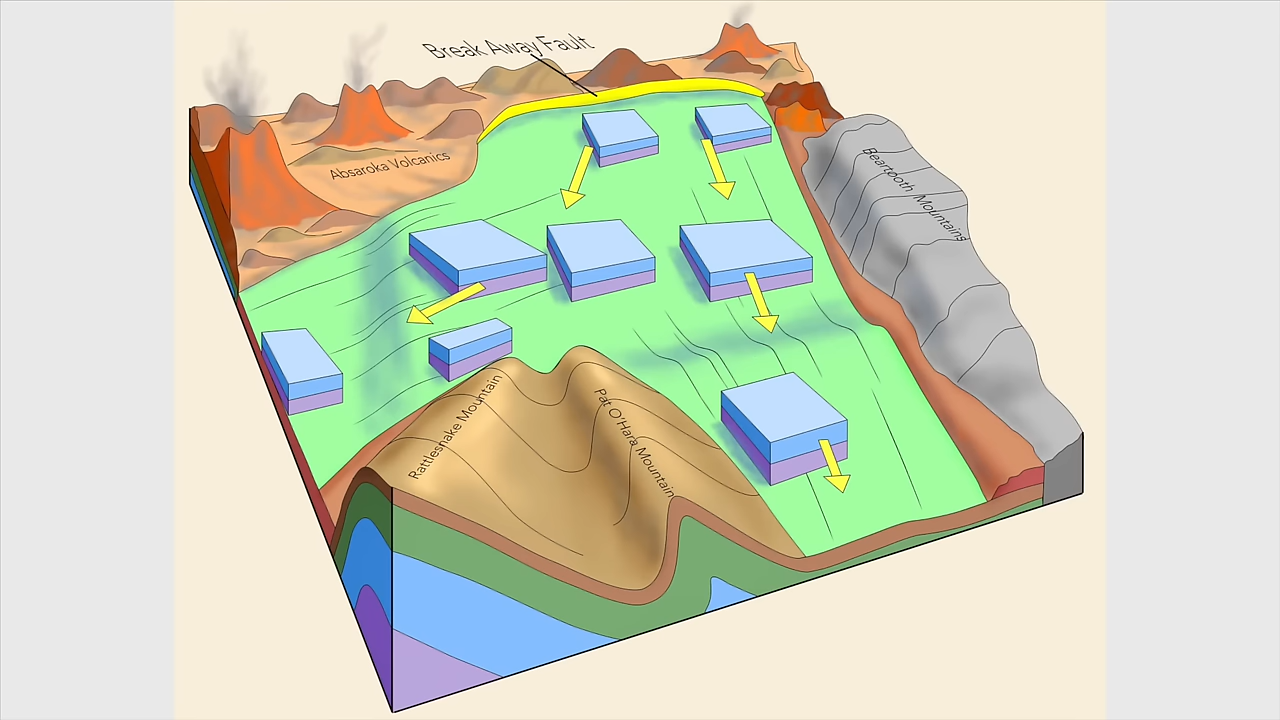 Break Away Fault
Absaroka Volcanics
Beartooth Mountains
Rattlesnake Mountain
Pat O'Hara Mountain